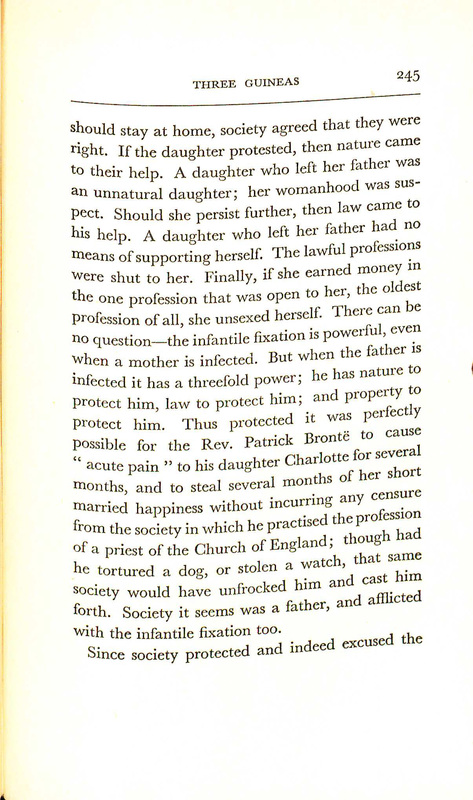 THREE GUINEAS 245
should stay at home, society agreed that they were
right. If the daughter protested, then nature came
to their help. A daughter who left her father was
an unnatural daughter; her womanhood was sus-
pect. Should she persist further, then law came to
his help. A daughter who left her father had no
means of supporting herself. The lawful professions
were shut to her. Finally, if she earned money in
the one profession that was open to her, the oldest
profession of all, she unsexed herself. There can be
no question—the infantile fixation is powerful, even
when a mother is infected. But when the father is
infected it has a threefold power; he has nature to
protect him, law to protect him; and property to
protect him. Thus protected it was perfectly
possible for the Rev. Patrick Brontë to cause
“ acute pain ” to his daughter Charlotte for several
months, and to steal several months of her short
married happiness without incurring any censure
from the society in which he practised the profession
of a priest of the Church of England; though had
he tortured a dog, or stolen a watch, that same
society would have unfrocked him and cast him
forth. Society it seems was a father, and afflicted
with the infantile fixation too.
Since society protected and indeed excused the